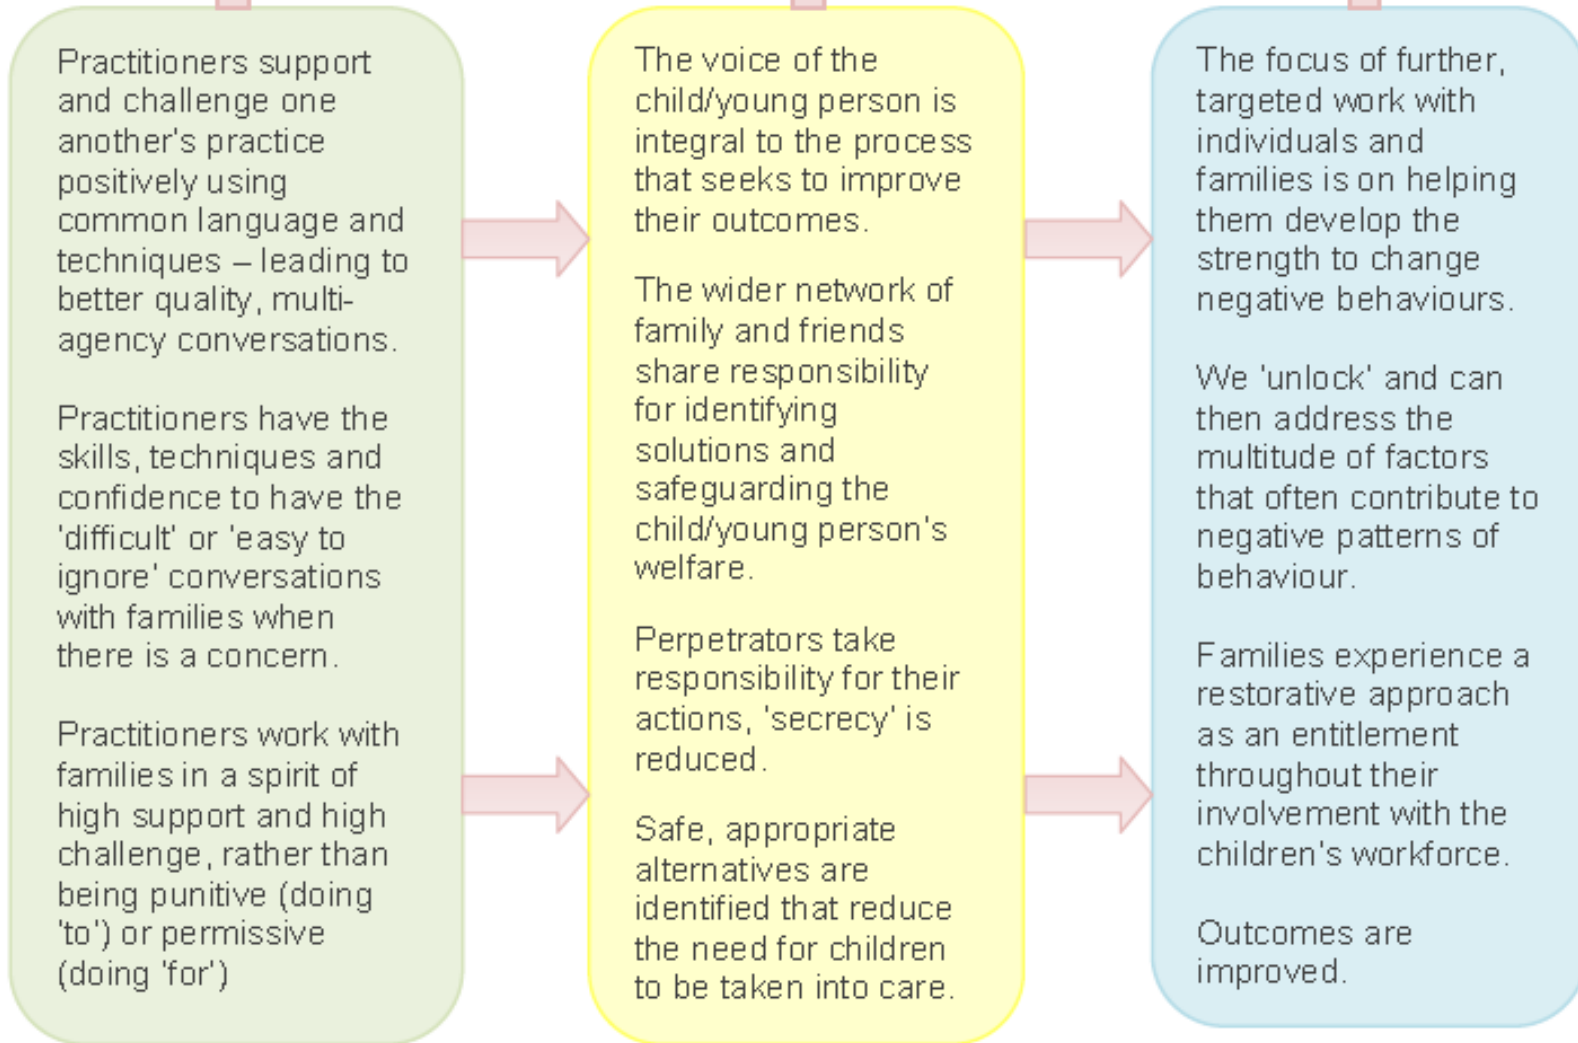 Practitioners support
and challenge one
another's practice
positively using
common language and
techniques – leading to
better quality, multi-
agency conversations.
Practitioners have the
skills, techniques and
confidence to have the
'difficult' or 'easy to
ignore' conversations
with families when
there is a concern.
Practitioners work with
families in a spirit of
high support and high
challenge, rather than
being punitive (doing
'to') or permissive
(doing 'for')
The voice of the
child/young person is
integral to the process
that seeks to improve
their outcomes.
The wider network of
family and friends
share responsibility
for identifying
solutions and
safeguarding the
child/young person's
welfare.
Perpetrators take
responsibility for their
actions, 'secrecy' is
reduced.
Safe, appropriate
alternatives are
identified that reduce
the need for children
to be taken into care.
The focus of further,
targeted work with
individuals and
families is on helping
them develop the
strength to change
negative behaviours.
We 'unlock' and can
then address the
multitude of factors
that often contribute to
negative patterns of
behaviour.
Families experience a
restorative approach
as an entitlement
throughout their
involvement with the
children's workforce.
Outcomes are
improved.